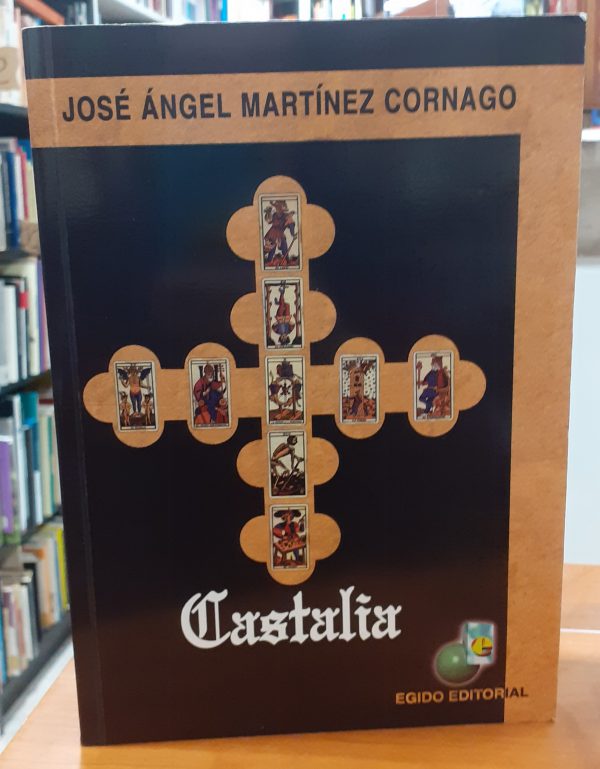 JOSÉ ÁNGEL MARTÍNEZ CORNAGO
Castalia
EGIDO EDITORIAL